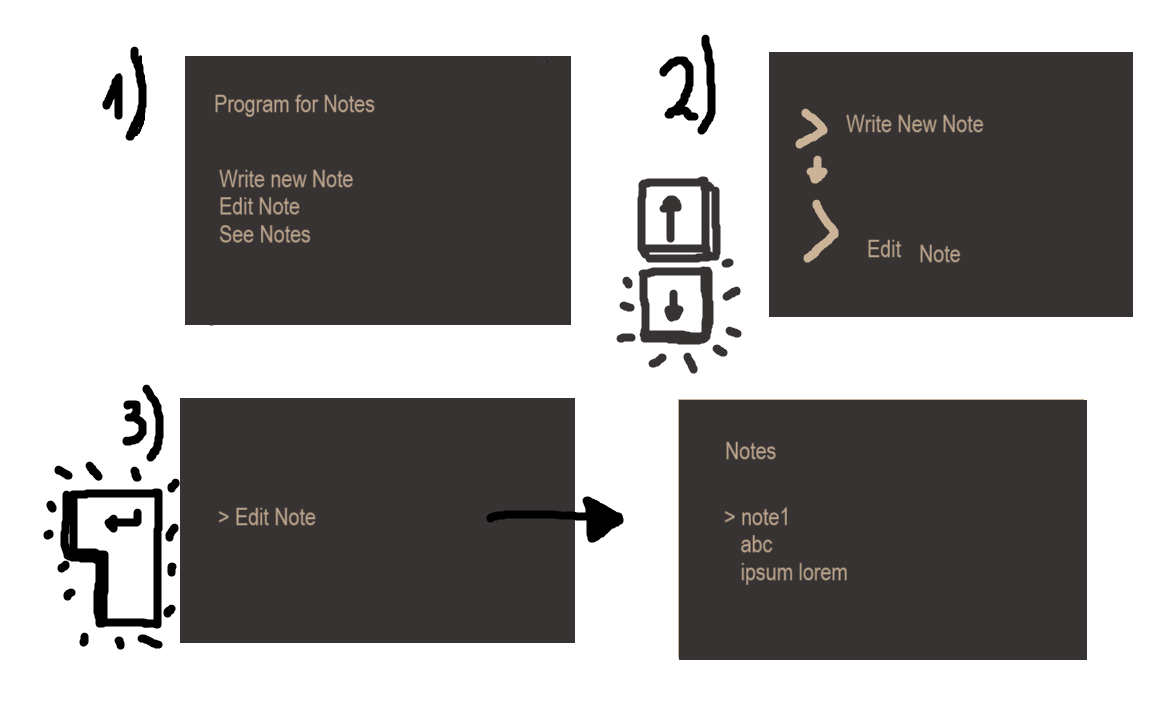 1)
Program for Notes
Write new Note
Edit Note
See Notes
2)
> Write New Note
> Edit Note
3)
> Edit Note
Notes
> note1
abc
ipsum lorem